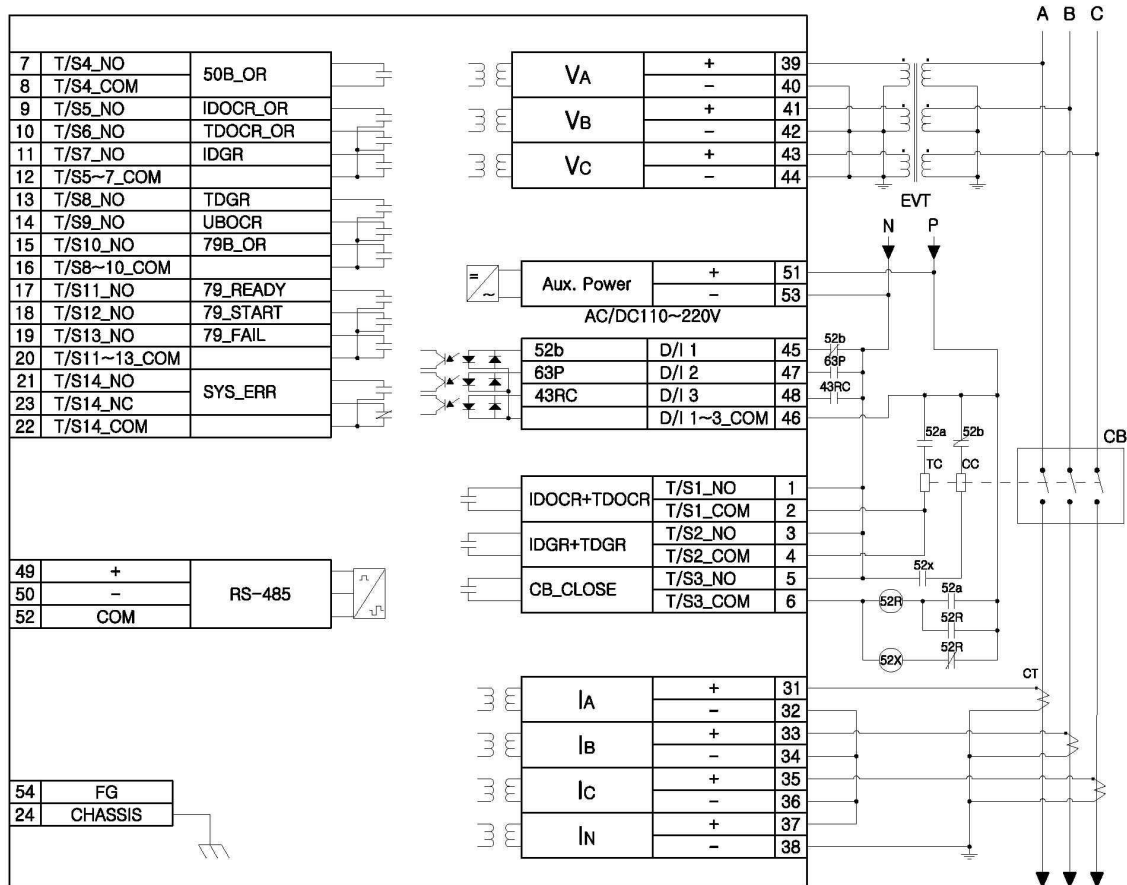 A B C
7 T/S4_NO 50B_OR
8 T/S4_COM
9 T/S5_NO IDOCR_OR
10 T/S6_NO TDOCR_OR
11 T/S7_NO IDGR
12 T/S5~7_COM
13 T/S8_NO TDGR
14 T/S9_NO UBOCR
15 T/S10_NO 79B_OR
16 T/S8~10_COM
17 T/S11_NO 79_READY
18 T/S12_NO 79_START
19 T/S13_NO 79_FAIL
20 T/S11~13_COM
21 T/S14_NO SYS_ERR
23 T/S14_NC
22 T/S14_COM
49 + RS-485
50 -
52 COM
54 FG
24 CHASSIS
VA + 39
- 40
VB + 41
- 42
VC + 43
- 44
EVT
N P
Aux. Power + 51
- 53
AC/DC110~220V
52b D/I 1 45
63P D/I 2 47
43RC D/I 3 48
D/I 1~3_COM 46
52b
63P
43RC
52a 52b
TC CC
CB
IDOCR+TDOCR T/S1_NO 1
T/S1_COM 2
IDGR+TDGR T/S2_NO 3
T/S2_COM 4
CB_CLOSE T/S3_NO 5
T/S3_COM 6
52x
52R 52a
52R
52X 52R
CT
IA + 31
- 32
IB + 33
- 34
IC + 35
- 36
IN + 37
- 38